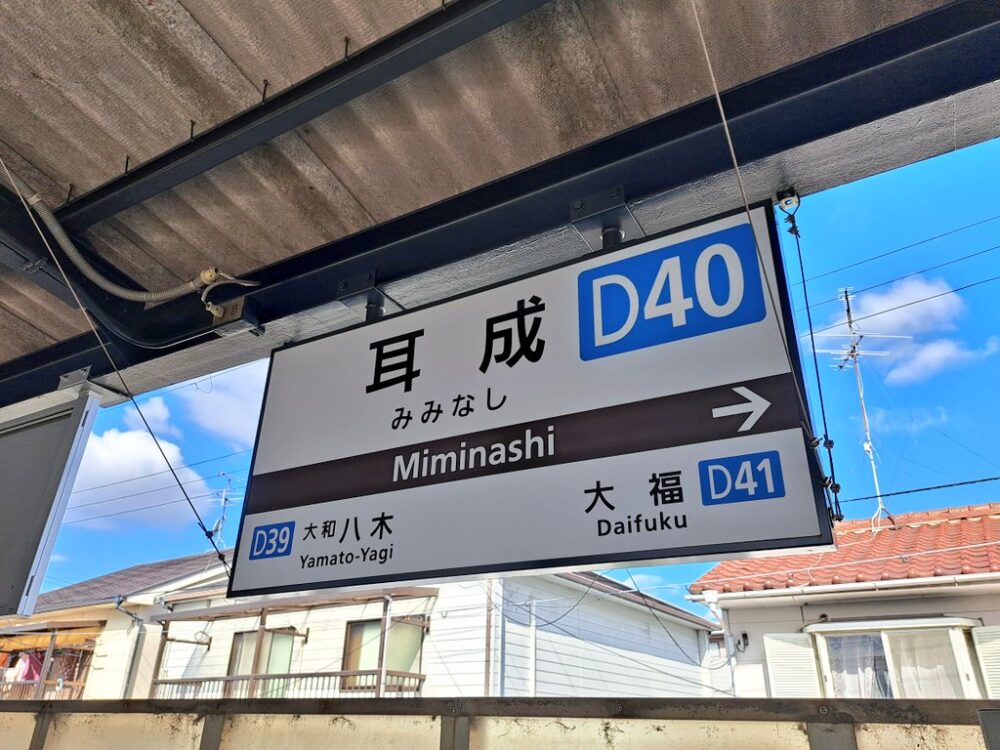 耳成 D40
みみなし
Miminashi →
D39 大和八木
Yamato-Yagi
大福 D41
Daifuku